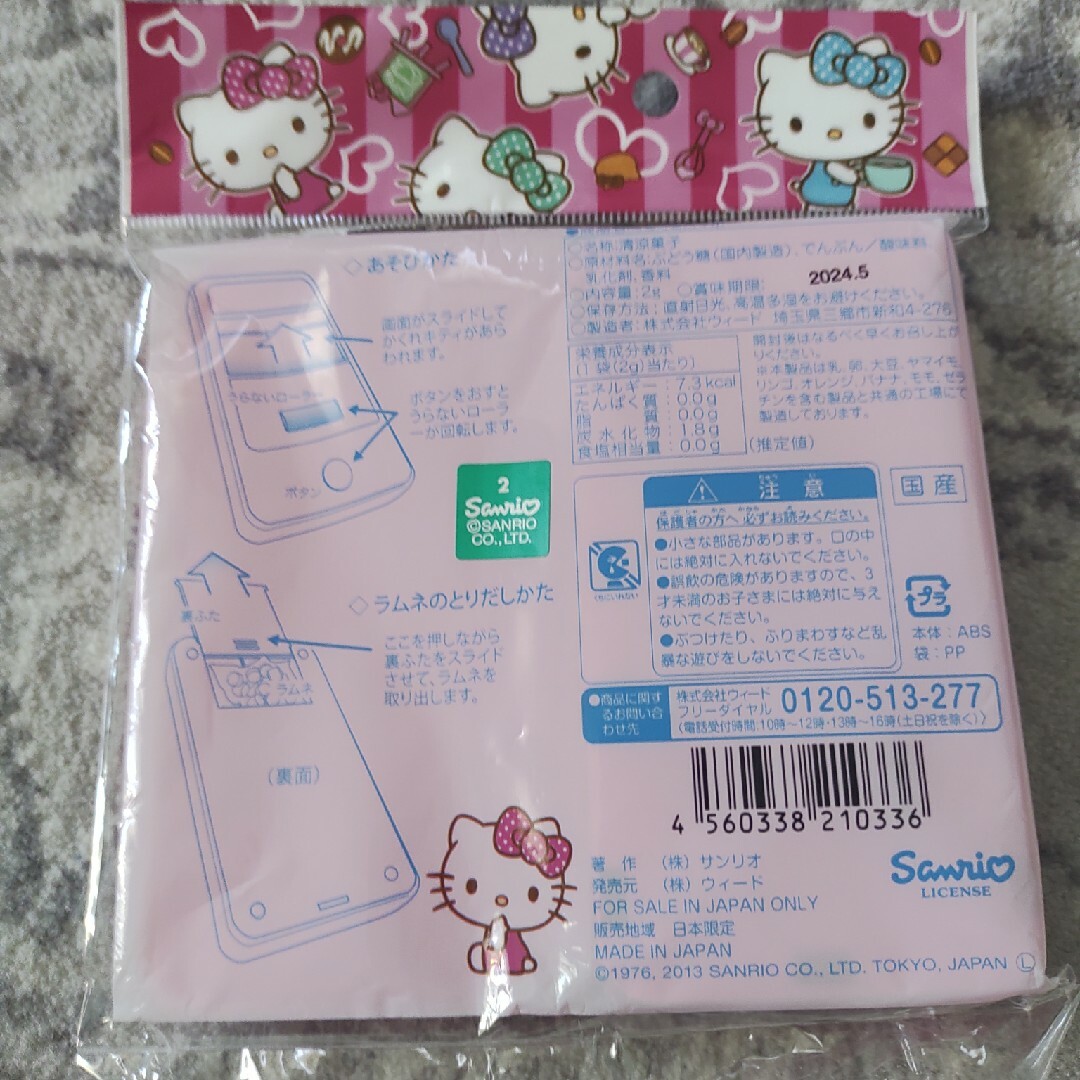 ◇あそびかた
画面がスライドして
かくれキティがあら
われます。
うらないローラー
ボタンをおすと
うらないローラ
ーが回転します。
ボタン
2
Sanrio
©SANRIO
CO., LTD.
◇ラムネのとりだしかた
裏ふた
ここを押しながら
裏ふたをスライド
させて、ラムネを
取り出します。
ラムネ
（裏面）
○名称:清涼菓子
○原材料名:ぶどう糖(国内製造)、でんぷん／酸味料、
乳化剤、香料
○内容量:2g ○賞味期限: 2024.5
○保存方法：直射日光、高温多湿をお避けください。
○製造者：株式会社ウィード 埼玉県三郷市新和4-276
栄養成分表示
(1袋(2g)当たり)
エネルギー：7.3kcal
たんぱく質：0.0g
脂質：0.0g
炭水化物：1.8g
食塩相当量：0.0g
(推定値)
開封後はなるべく早くお召し上が
りください。
※本製品は乳、卵、大豆、ヤマイモ、
リンゴ、オレンジ、バナナ、モモ、ゼラ
チンを含む製品と共通の工場にて
製造しております。
注意
国産
保護者の方へ 必ずお読みください。
●小さな部品があります。口の中
には絶対に入れないでください。
●誤飲の危険がありますので、3
才未満のお子さまには絶対に与え
ないでください。
●ぶつけたり、ふりまわすなど乱
暴な遊びをしないでください。
プラ
本体：ABS
袋：PP
●商品に関す
るお問い合
わせ先
株式会社ウィード
フリーダイヤル 0120-513-277
〈電話受付時間:10時～12時・13時～16時(土日祝を除く)〉
4 560338 210336
著作 （株）サンリオ
発売元 （株）ウィード
FOR SALE IN JAPAN ONLY
販売地域 日本限定
MADE IN JAPAN
©1976, 2013 SANRIO CO., LTD. TOKYO, JAPAN Ⓛ
Sanrio
LICENSE